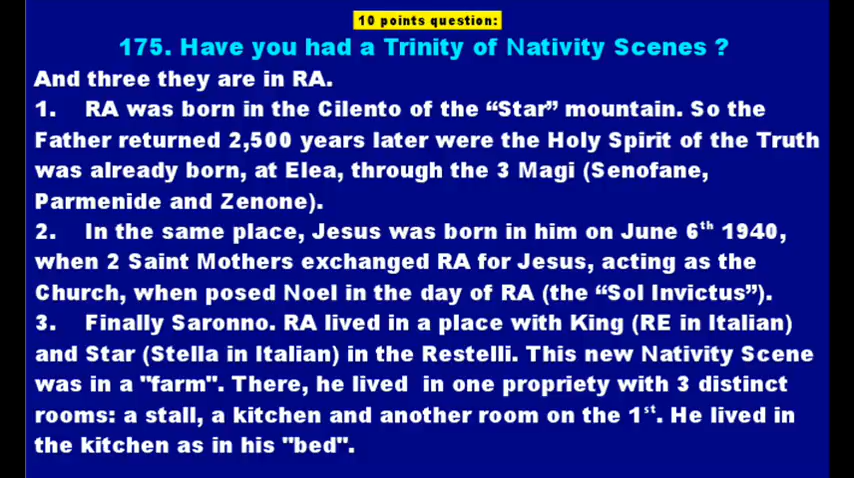 10 points question:
175. Have you had a Trinity of Nativity Scenes ?
And three they are in RA.
1. RA was born in the Cilento of the “Star” mountain. So the
Father returned 2,500 years later were the Holy Spirit of the Truth
was already born, at Elea, through the 3 Magi (Senofane,
Parmenide and Zenone).
2. In the same place, Jesus was born in him on June 6th 1940,
when 2 Saint Mothers exchanged RA for Jesus, acting as the
Church, when posed Noel in the day of RA (the “Sol Invictus”).
3. Finally Saronno. RA lived in a place with King (RE in Italian)
and Star (Stella in Italian) in the Restelli. This new Nativity Scene
was in a "farm". There, he lived in one propriety with 3 distinct
rooms: a stall, a kitchen and another room on the 1st. He lived in
the kitchen as in his "bed".